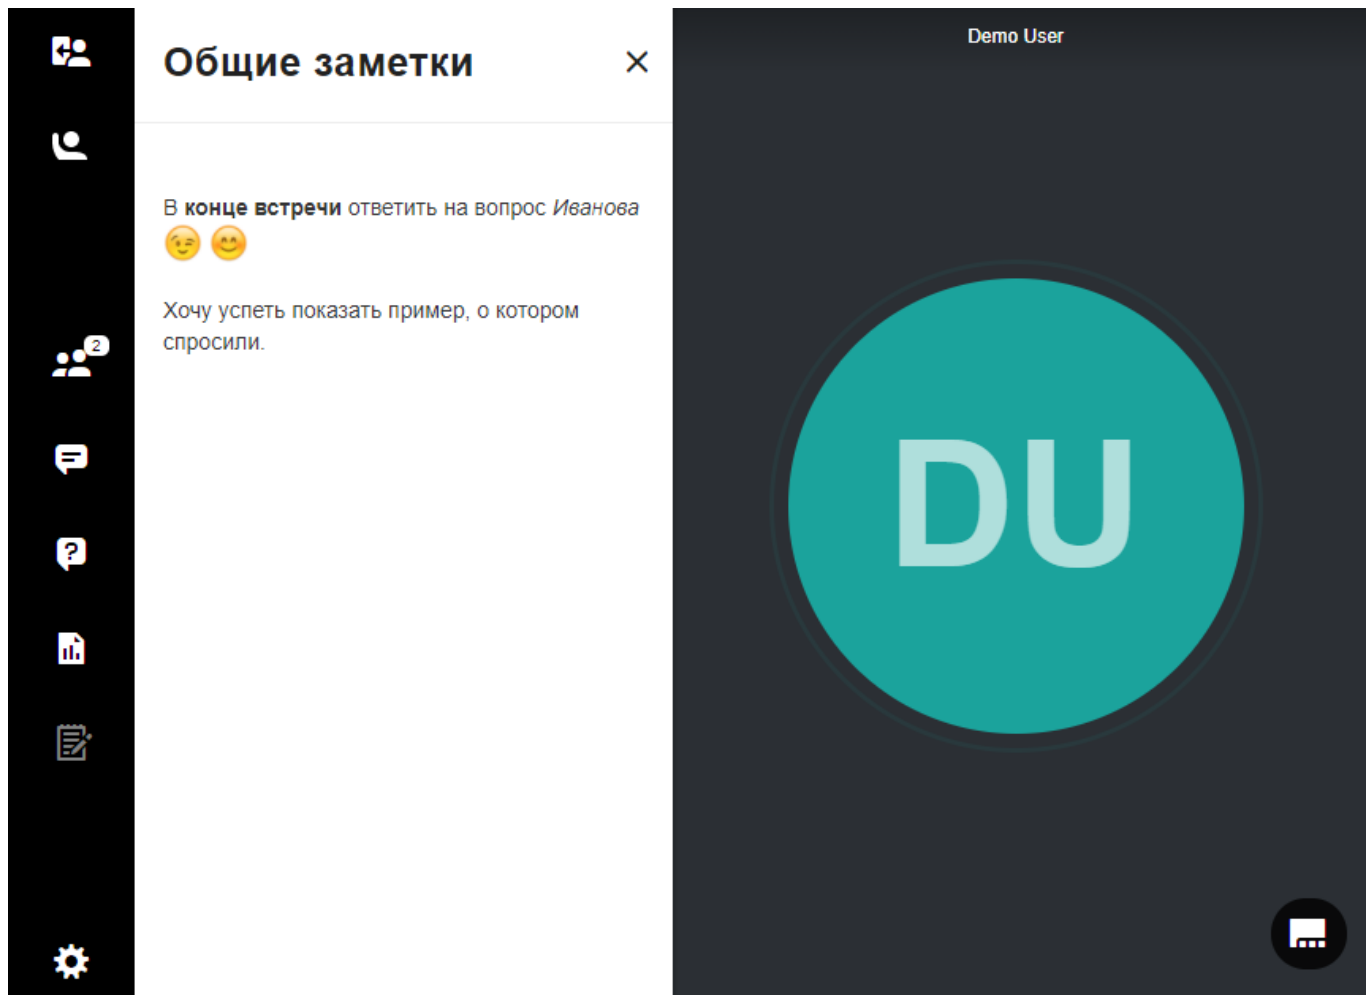 Общие заметки
Demo User
В конце встречи ответить на вопрос Иванова
😉 😊
Хочу успеть показать пример, о котором
спросили.
2
?
DU